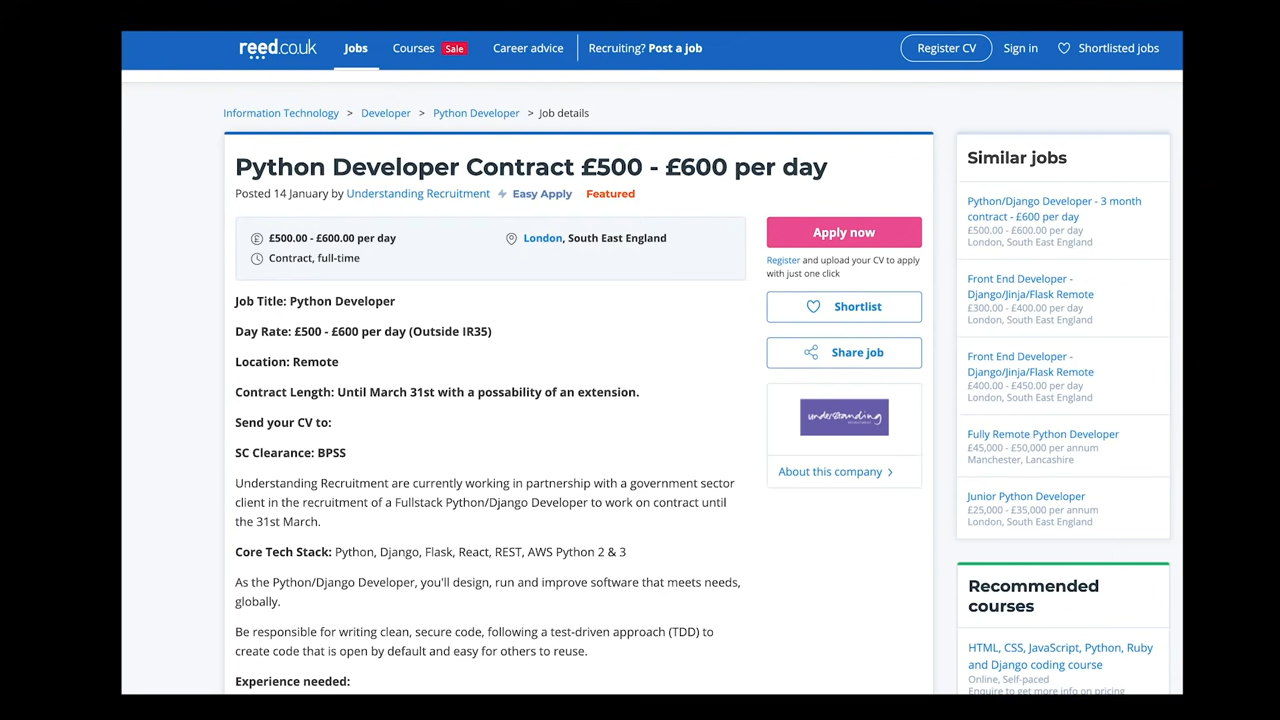 reed.co.uk Jobs Courses Sale Career advice Recruiting? Post a job Register CV Sign in Shortlisted jobs
Information Technology > Developer > Python Developer > Job details
Python Developer Contract £500 - £600 per day
Posted 14 January by Understanding Recruitment Easy Apply Featured
£500.00 - £600.00 per day
London, South East England
Contract, full-time
Job Title: Python Developer
Day Rate: £500 - £600 per day (Outside IR35)
Location: Remote
Contract Length: Until March 31st with a possability of an extension.
Send your CV to:
SC Clearance: BPSS
Understanding Recruitment are currently working in partnership with a government sector
client in the recruitment of a Fullstack Python/Django Developer to work on contract until
the 31st March.
Core Tech Stack: Python, Django, Flask, React, REST, AWS Python 2 & 3
As the Python/Django Developer, you'll design, run and improve software that meets needs,
globally.
Be responsible for writing clean, secure code, following a test-driven approach (TDD) to
create code that is open by default and easy for others to reuse.
Experience needed:
Apply now
Register and upload your CV to apply
with just one click
Shortlist
Share job
understanding
RECRUITMENT
About this company >
Similar jobs
Python/Django Developer - 3 month
contract - £600 per day
£500.00 - £600.00 per day
London, South East England
Front End Developer -
Django/Jinja/Flask Remote
£300.00 - £400.00 per day
London, South East England
Front End Developer -
Django/Jinja/Flask Remote
£400.00 - £450.00 per day
London, South East England
Fully Remote Python Developer
£45,000 - £50,000 per annum
Manchester, Lancashire
Junior Python Developer
£25,000 - £35,000 per annum
London, South East England
Recommended
courses
HTML, CSS, JavaScript, Python, Ruby
and Django coding course
Online, Self-paced
Enquire to get more info on pricing